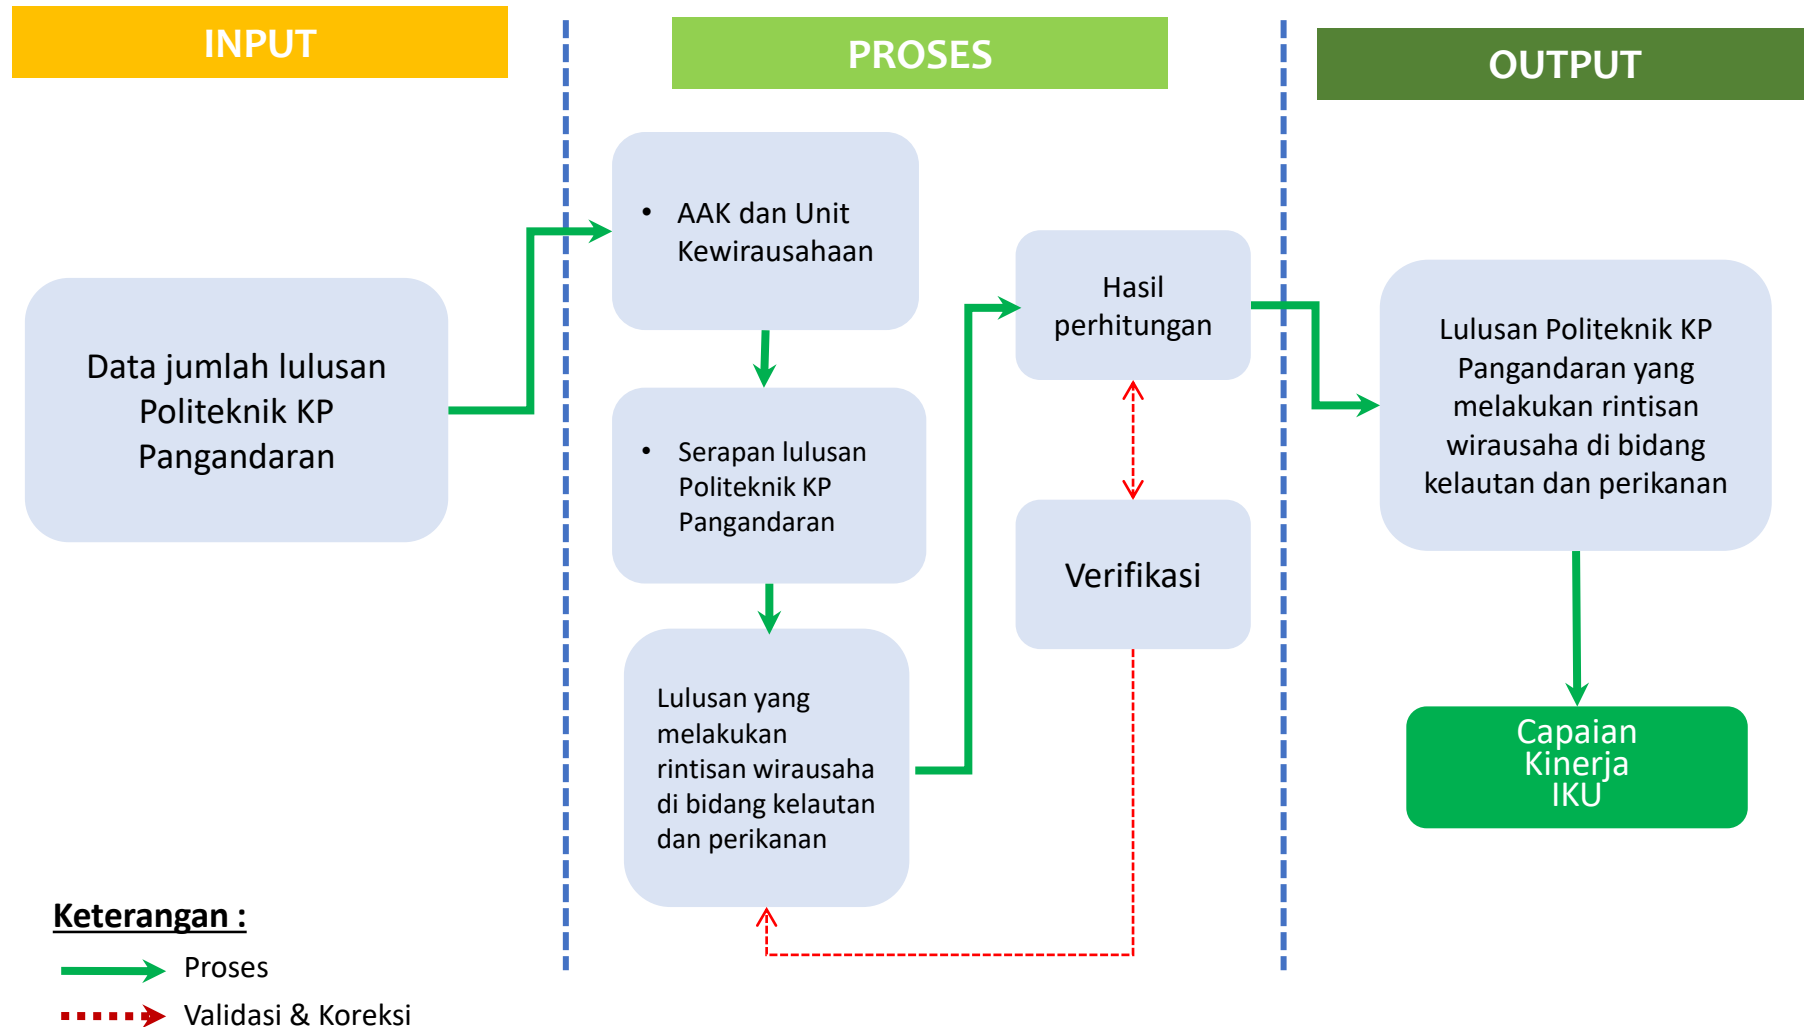 INPUT
PROSES
OUTPUT
Data jumlah lulusan
Politeknik KP
Pangandaran
• AAK dan Unit
Kewirausahaan
• Serapan lulusan
Politeknik KP
Pangandaran
Lulusan yang
melakukan
rintisan wirausaha
di bidang kelautan
dan perikanan
Hasil
perhitungan
Verifikasi
Lulusan Politeknik KP
Pangandaran yang
melakukan rintisan
wirausaha di bidang
kelautan dan perikanan
Capaian
Kinerja
IKU
Keterangan :
Proses
Validasi & Koreksi